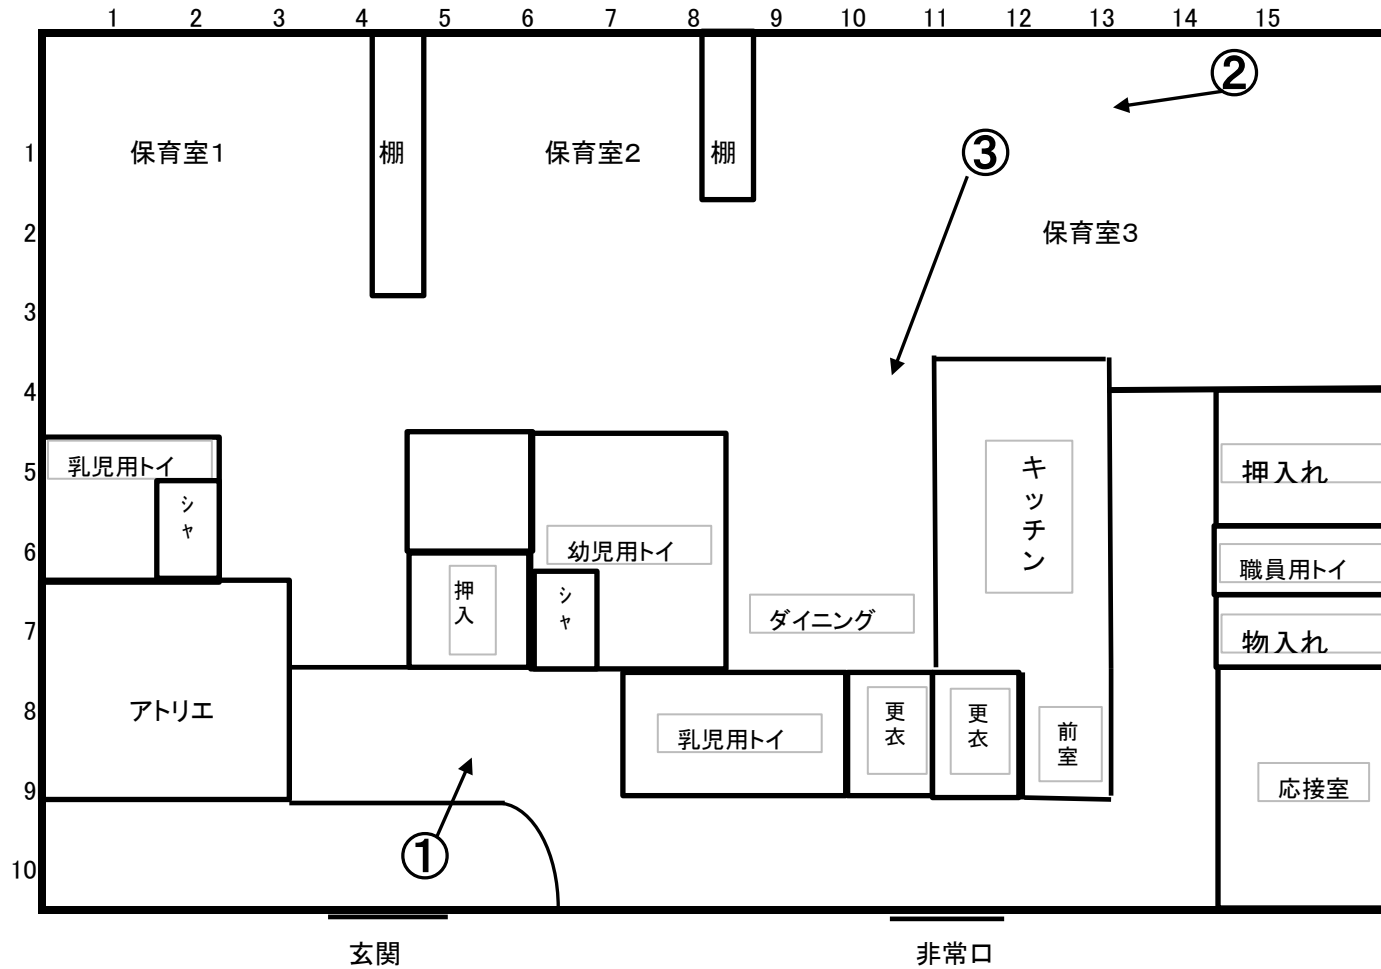 1 2 3 4 5 6 7 8 9 10 11 12 13 14 15
②
③
1 保育室1 棚 保育室2 棚
2 保育室3
3
4
5 乳児用トイ
シャ
キッチン
押入れ
6 幼児用トイ
職員用トイ
押入
シャ
7 ダイニング
物入れ
8 アトリエ
乳児用トイ
更衣
更衣
前室
9
応接室
①
10
玄関
非常口